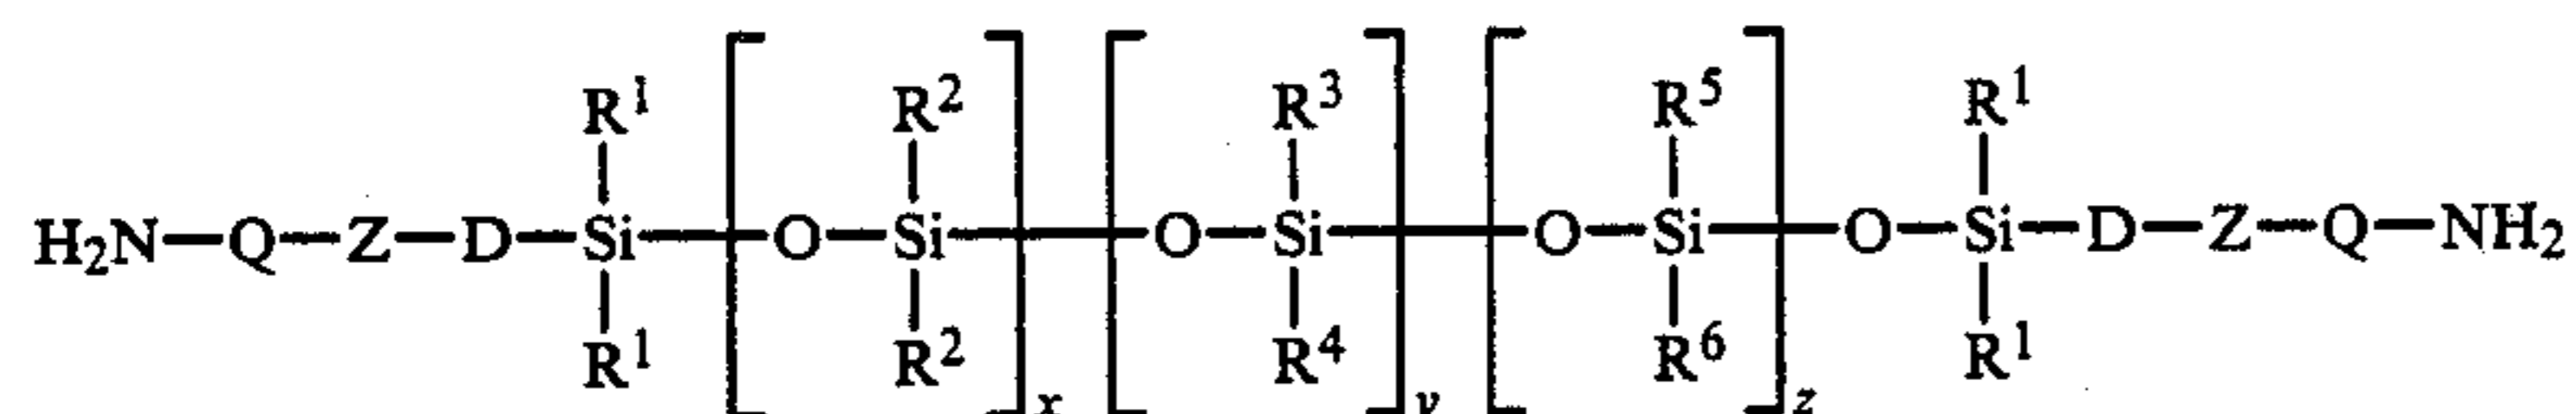 R¹ R² R³ R⁵ R¹
H₂N—Q—Z—D—Si—[O—Si—]x[O—Si—]y[O—Si—]z O—Si—D—Z—Q—NH₂
R¹ R² R⁴ R⁶ R¹